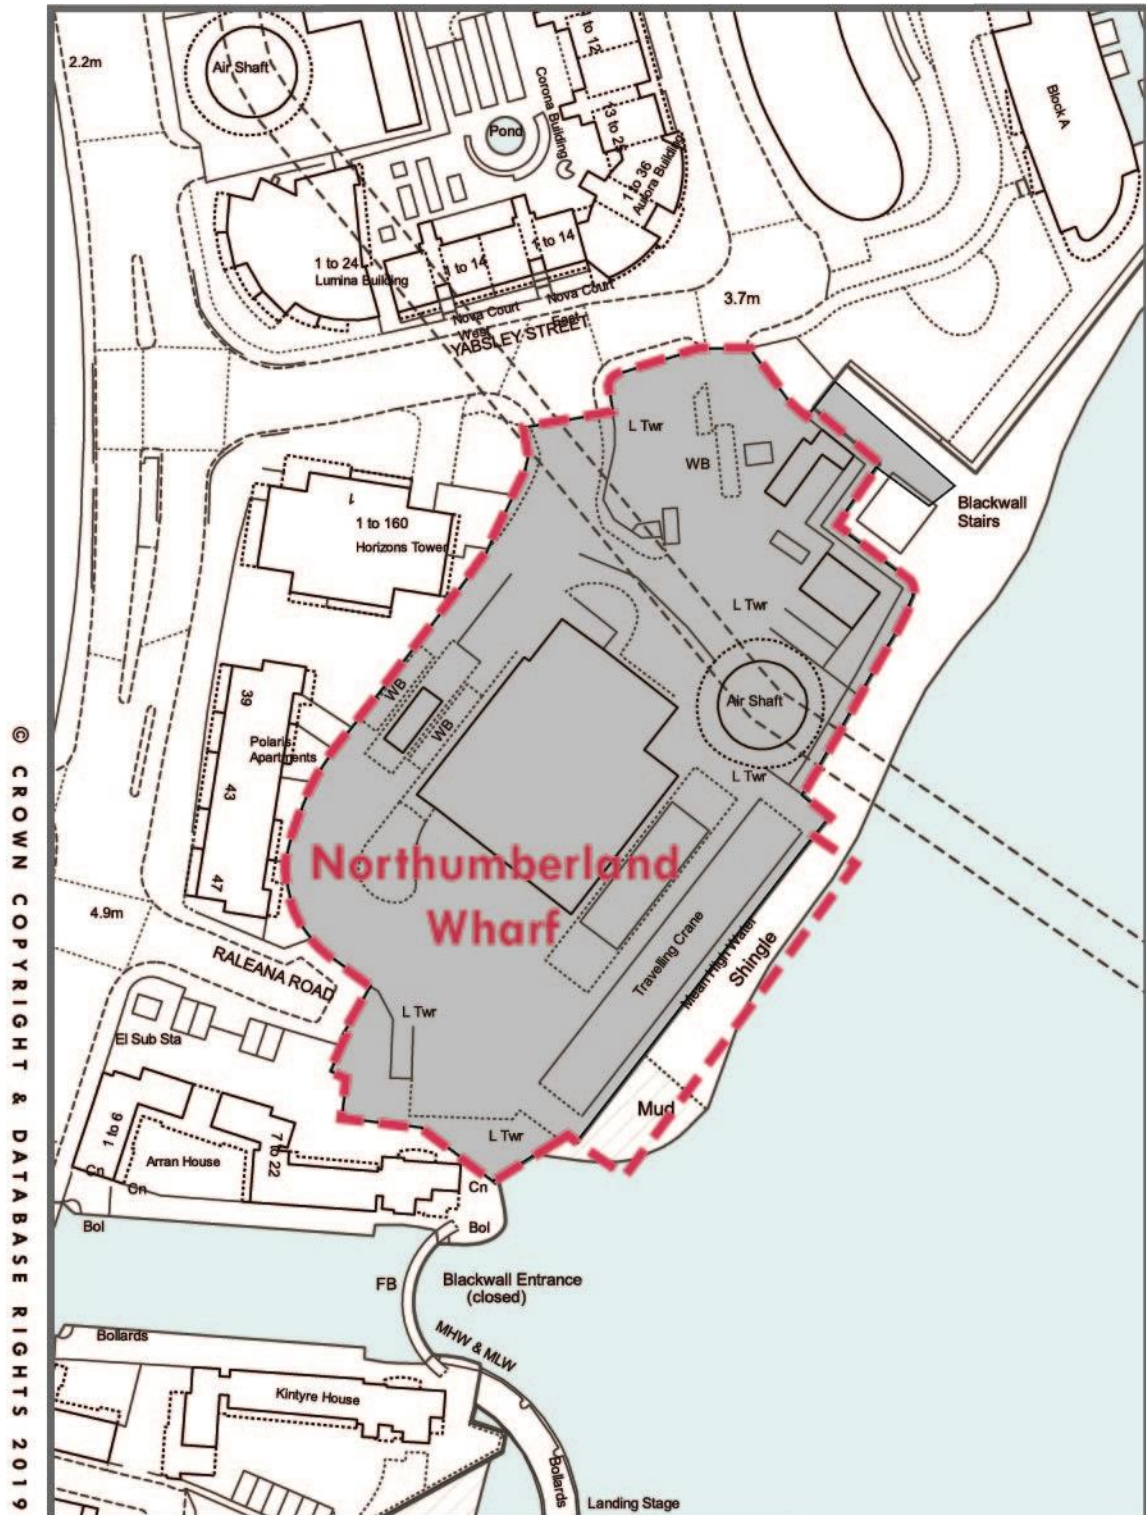 2.2m
Air Shaft
1 to 12
Corona Building
13 to 25
Pond
1 to 36
Aurora Building
Block A
1 to 24
Lumina Building
1 to 14
1 to 14
Nova Court
West
Nova Court
East
3.7m
YABSLEY STREET
L Twr
WB
Blackwall
Stairs
1
1 to 160
Horizons Tower
L Twr
WB
WB
Air Shaft
39
Polaris
Apartments
43
L Twr
47
Northumberland
Wharf
4.9m
Travelling Crane
Mean High Water
Shingle
RALEANA ROAD
L Twr
El Sub Sta
Mud
L Twr
1 to 6
Arran House
7 to 22
Cn
Cn
Cn
Bol
Bol
FB
Blackwall Entrance
(closed)
MHW & MLW
Bollards
Kintyre House
Bollards
Landing Stage
© CROWN COPYRIGHT & DATABASE RIGHTS 2019